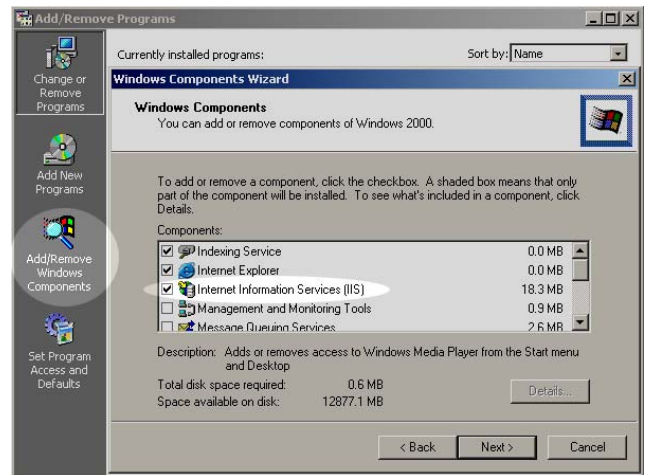 Add/Remove Programs
Change or
Remove
Programs
Add New
Programs
Add/Remove
Windows
Components
Set Program
Access and
Defaults
Currently installed programs:
Sort by: Name
Windows Components Wizard
Windows Components
You can add or remove components of Windows 2000.
To add or remove a component, click the checkbox. A shaded box means that only
part of the component will be installed. To see what's included in a component, click
Details.
Components:
Indexing Service 0.0 MB
Internet Explorer 0.0 MB
Internet Information Services (IIS) 18.3 MB
Management and Monitoring Tools 0.9 MB
Message Queuing Services 2.6 MB
Description: Adds or removes access to Windows Media Player from the Start menu
and Desktop
Total disk space required: 0.6 MB
Space available on disk: 12877.1 MB
Details...
< Back
Next >
Cancel